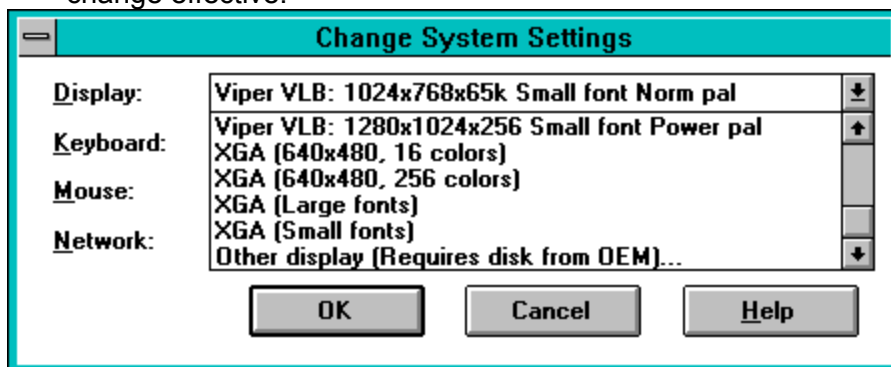 change effective.
Change System Settings
Display: Viper VLB: 1024x768x65k Small font Norm pal
Viper VLB: 1280x1024x256 Small font Power pal
Keyboard: XGA (640x480, 16 colors)
XGA (640x480, 256 colors)
Mouse: XGA (Large fonts)
XGA (Small fonts)
Network: Other display (Requires disk from OEM)...
OK Cancel Help